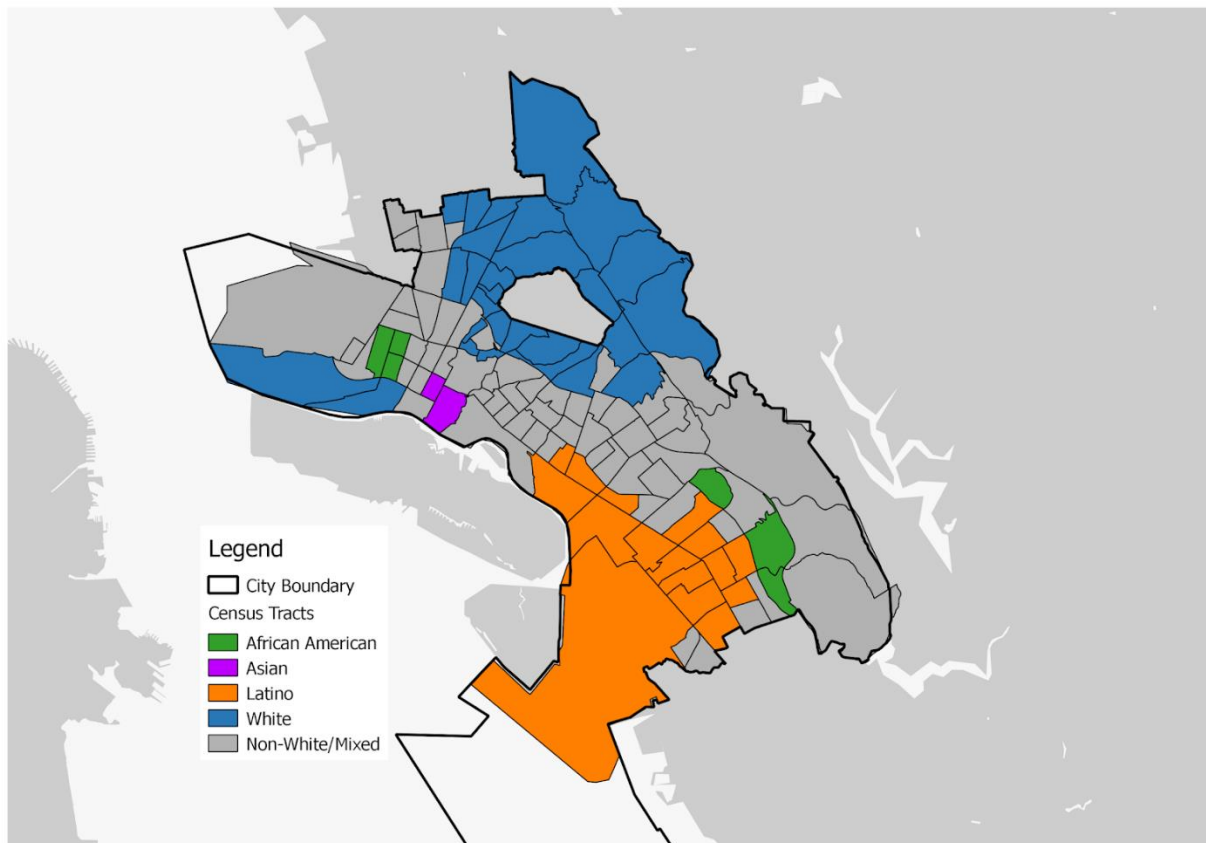 Legend
City Boundary
Census Tracts
African American
Asian
Latino
White
Non-White/Mixed